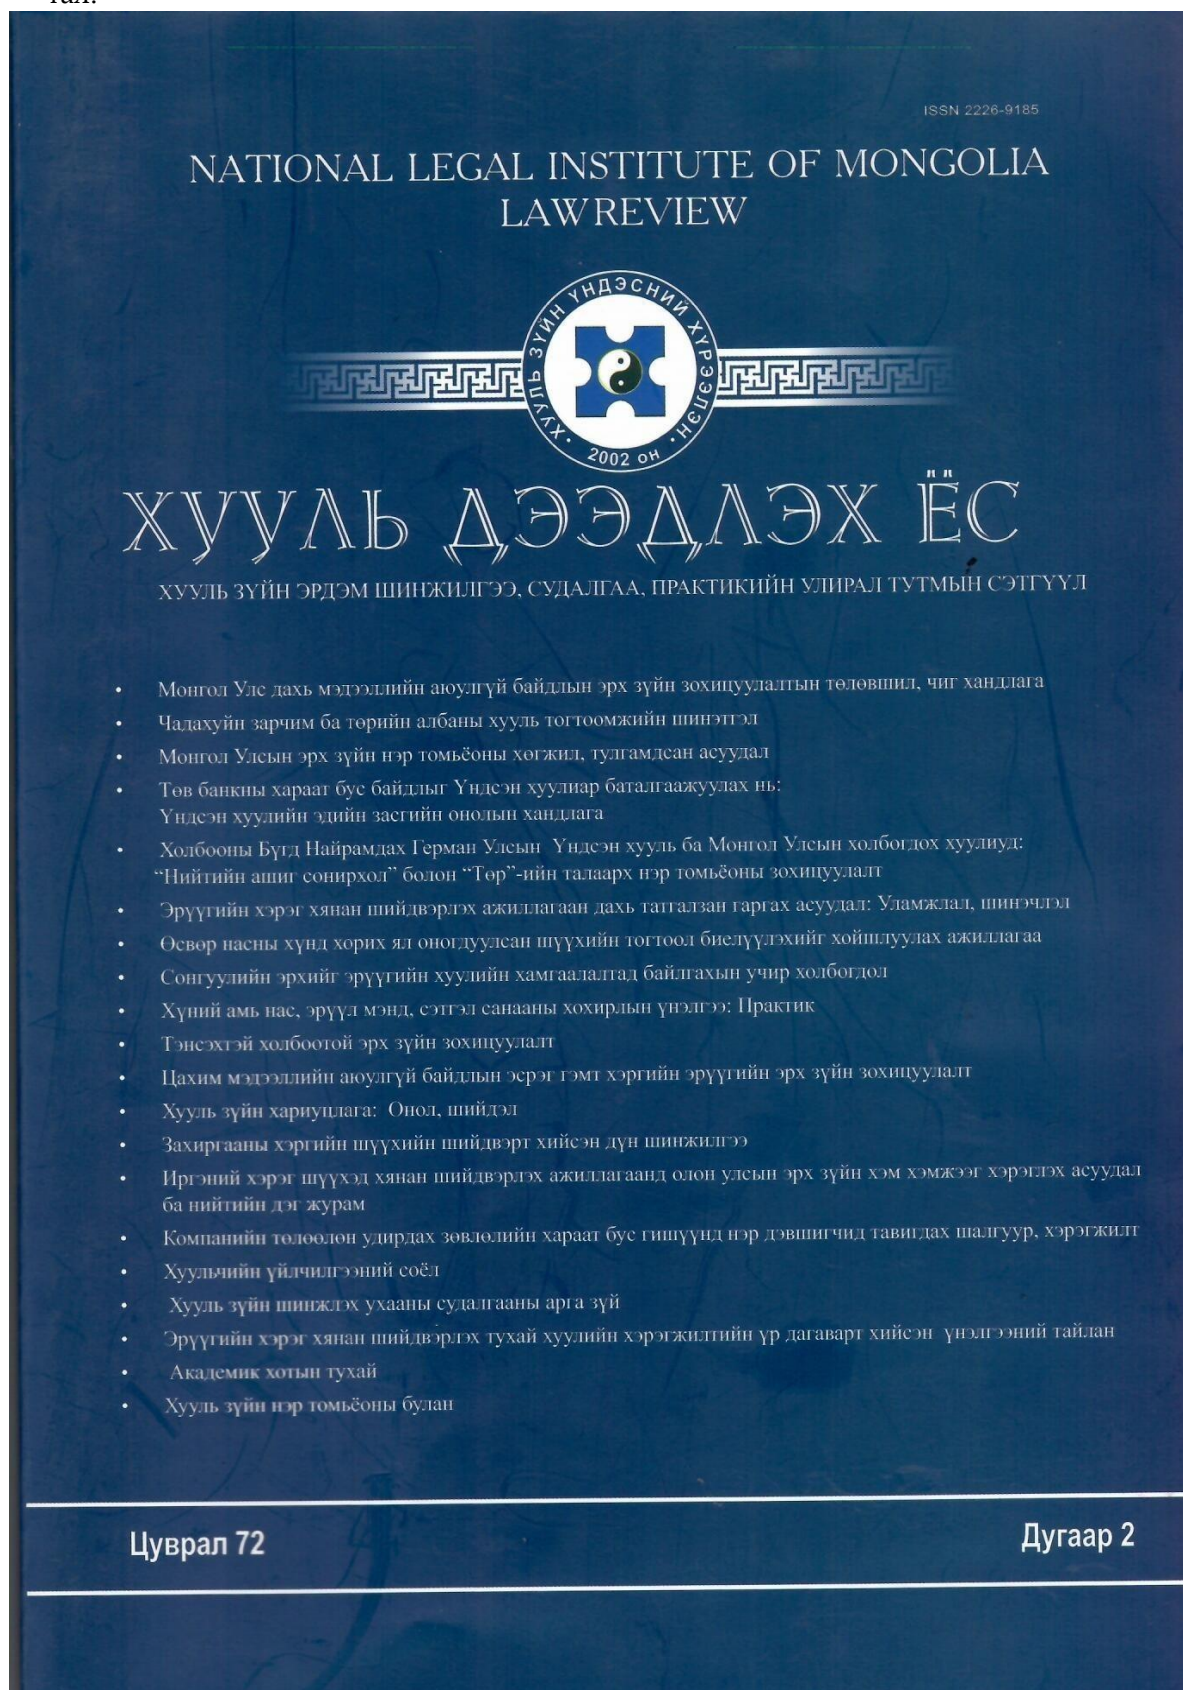 ISSN 2226-9185
NATIONAL LEGAL INSTITUTE OF MONGOLIA
LAW REVIEW
ХУУЛЬ ЗҮЙН ҮНДЭСНИЙ ХҮРЭЭЛЭН
2002 он
ХУУЛЬ ДЭЭДЛЭХ ЁС
ХУУЛЬ ЗҮЙН ЭРДЭМ ШИНЖИЛГЭЭ, СУДАЛГАА, ПРАКТИКИЙН УЛИРАЛ ТУТМЫН СЭТГҮҮЛ
• Монгол Улс дахь мэдээллийн аюулгүй байдлын эрх зүйн зохицуулалтын төлөвшил, чиг хандлага
• Чадахуйн зарчим ба төрийн албаны хууль тогтоомжийн шинэтгэл
• Монгол Улсын эрх зүйн нэр томьёоны хөгжил, тулгамдсан асуудал
• Төв банкны хараат бус байдлыг Үндсэн хуулиар баталгаажуулах нь:
Үндсэн хуулийн эдийн засгийн онолын хандлага
• Холбооны Бүгд Найрамдах Герман Улсын Үндсэн хууль ба Монгол Улсын холбогдох хуулиуд:
“Нийтийн ашиг сонирхол” болон “Төр”-ийн талаарх нэр томьёоны зохицуулалт
• Эрүүгийн хэрэг хянан шийдвэрлэх ажиллагаан дахь татгалзан гаргах асуудал: Уламжлал, шинэчлэл
• Өсвөр насны хүнд хорих ял оногдуулсан шүүхийн тогтоол биелүүлэхийг хойшлуулах ажиллагаа
• Сонгуулийн эрхийг эрүүгийн хуулийн хамгаалалтад байлгахын учир холбогдол
• Хүний амь нас, эрүүл мэнд, сэтгэл санааны хохирлын үнэлгээ: Практик
• Тэнсэхтэй холбоотой эрх зүйн зохицуулалт
• Цахим мэдээллийн аюулгүй байдлын эсрэг гэмт хэргийн эрүүгийн эрх зүйн зохицуулалт
• Хууль зүйн хариуцлага: Онол, шийдэл
• Захиргааны хэргийн шүүхийн шийдвэрт хийсэн дүн шинжилгээ
• Иргэний хэрэг шүүхэд хянан шийдвэрлэх ажиллагаанд олон улсын эрх зүйн хэм хэмжээг хэрэглэх асуудал
ба нийтийн дэг журам
• Компанийн төлөөлөн удирдах зөвлөлийн хараат бус гишүүнд нэр дэвшигчид тавигдах шалгуур, хэрэгжилт
• Хуульчийн үйлчилгээний соёл
• Хууль зүйн шинжлэх ухааны судалгааны арга зүй
• Эрүүгийн хэрэг хянан шийдвэрлэх тухай хуулийн хэрэгжилтийн үр дагаварт хийсэн үнэлгээний тайлан
• Академик хотын тухай
• Хууль зүйн нэр томьёоны булан
Цуврал 72
Дугаар 2